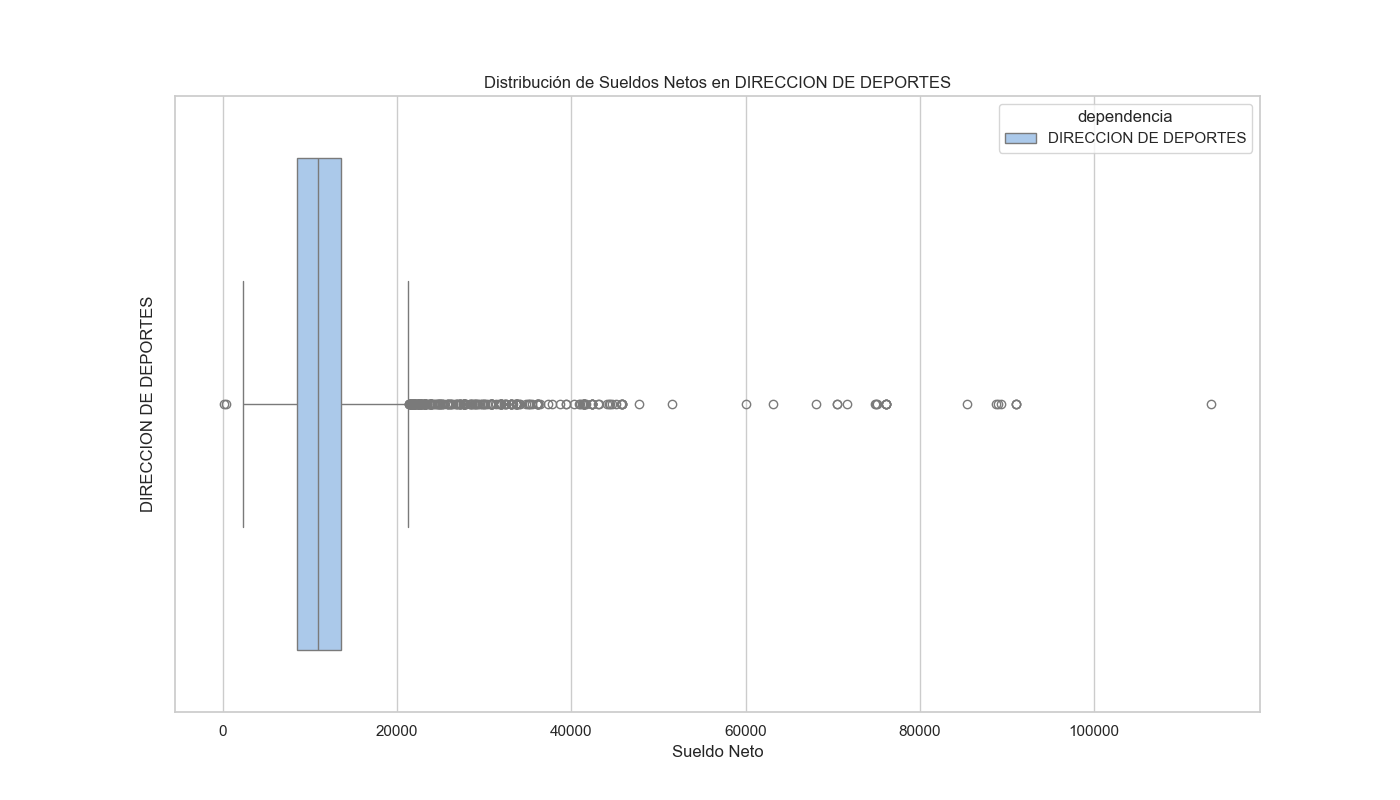 Distribución de Sueldos Netos en DIRECCION DE DEPORTES
dependencia
DIRECCION DE DEPORTES
DIRECCION DE DEPORTES
0
20000
40000
60000
80000
100000
Sueldo Neto